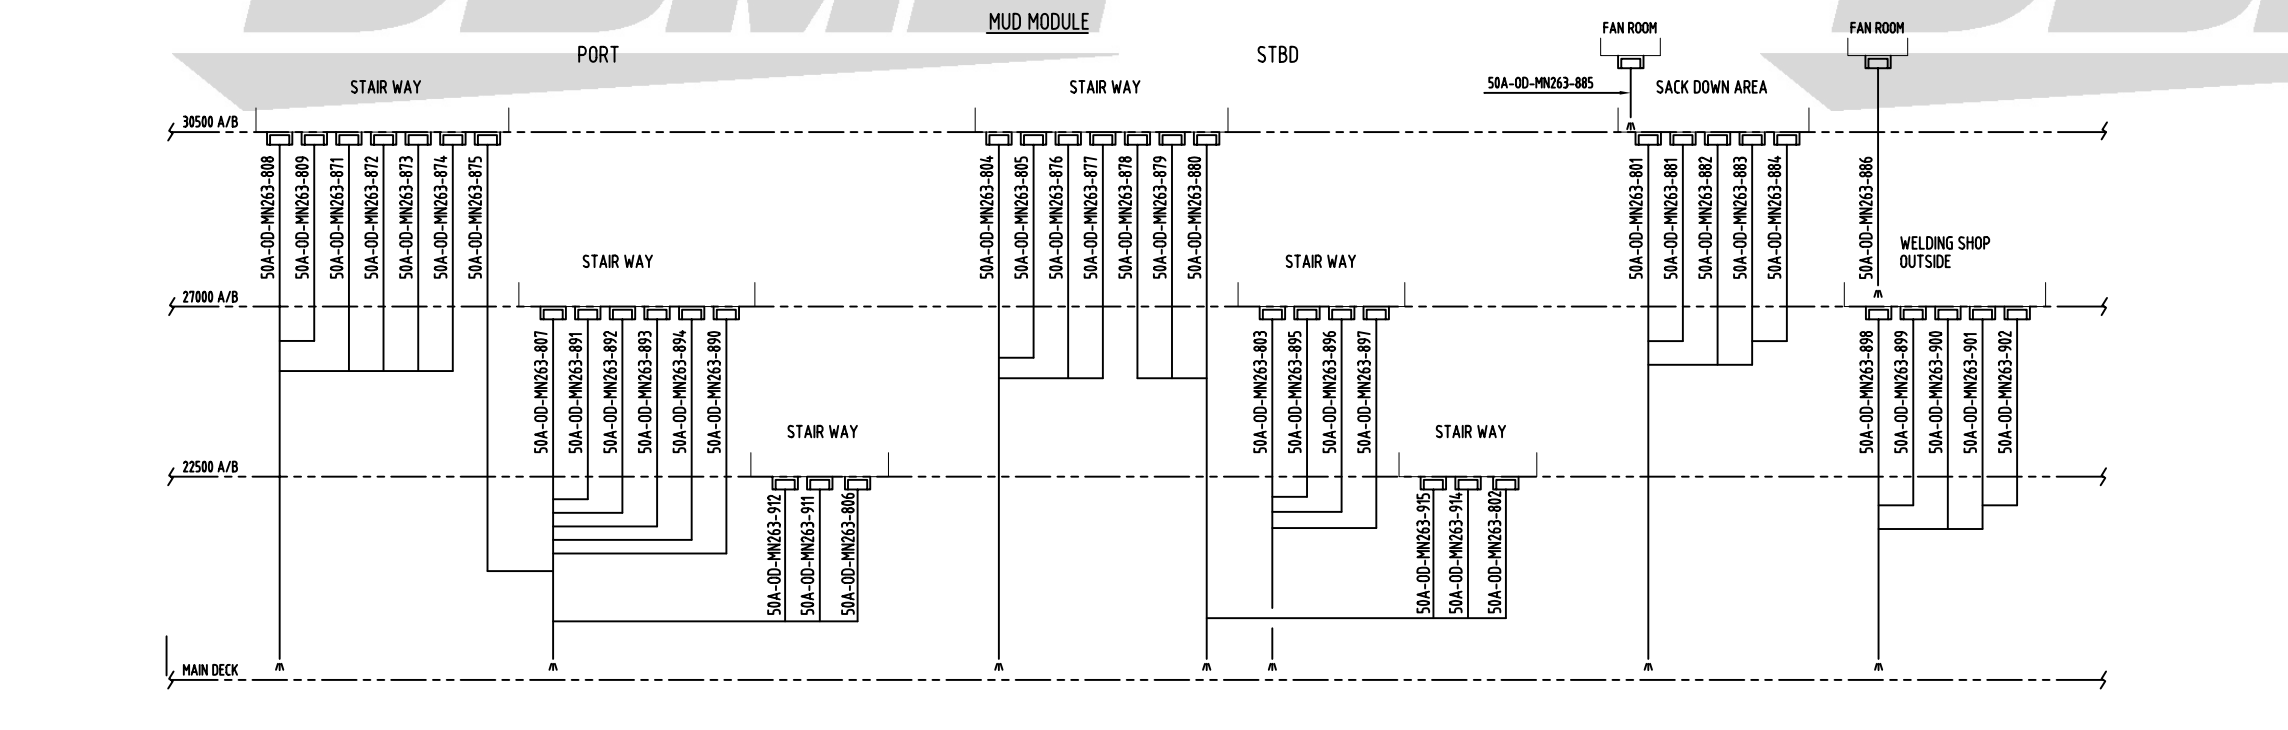 MUD MODULE
PORT
STBD
FAN ROOM
FAN ROOM
STAIR WAY
STAIR WAY
50A-OD-MN263-885
SACK DOWN AREA
30500 A/B
50A-OD-MN263-808
50A-OD-MN263-809
50A-OD-MN263-871
50A-OD-MN263-872
50A-OD-MN263-873
50A-OD-MN263-874
50A-OD-MN263-875
50A-OD-MN263-804
50A-OD-MN263-805
50A-OD-MN263-876
50A-OD-MN263-877
50A-OD-MN263-878
50A-OD-MN263-879
50A-OD-MN263-880
50A-OD-MN263-801
50A-OD-MN263-881
50A-OD-MN263-882
50A-OD-MN263-883
50A-OD-MN263-884
50A-OD-MN263-886
STAIR WAY
STAIR WAY
WELDING SHOP
OUTSIDE
27000 A/B
50A-OD-MN263-807
50A-OD-MN263-891
50A-OD-MN263-892
50A-OD-MN263-893
50A-OD-MN263-894
50A-OD-MN263-890
50A-OD-MN263-803
50A-OD-MN263-895
50A-OD-MN263-896
50A-OD-MN263-897
50A-OD-MN263-898
50A-OD-MN263-899
50A-OD-MN263-900
50A-OD-MN263-901
50A-OD-MN263-902
STAIR WAY
STAIR WAY
22500 A/B
50A-OD-MN263-912
50A-OD-MN263-911
50A-OD-MN263-806
50A-OD-MN263-915
50A-OD-MN263-914
50A-OD-MN263-802
MAIN DECK